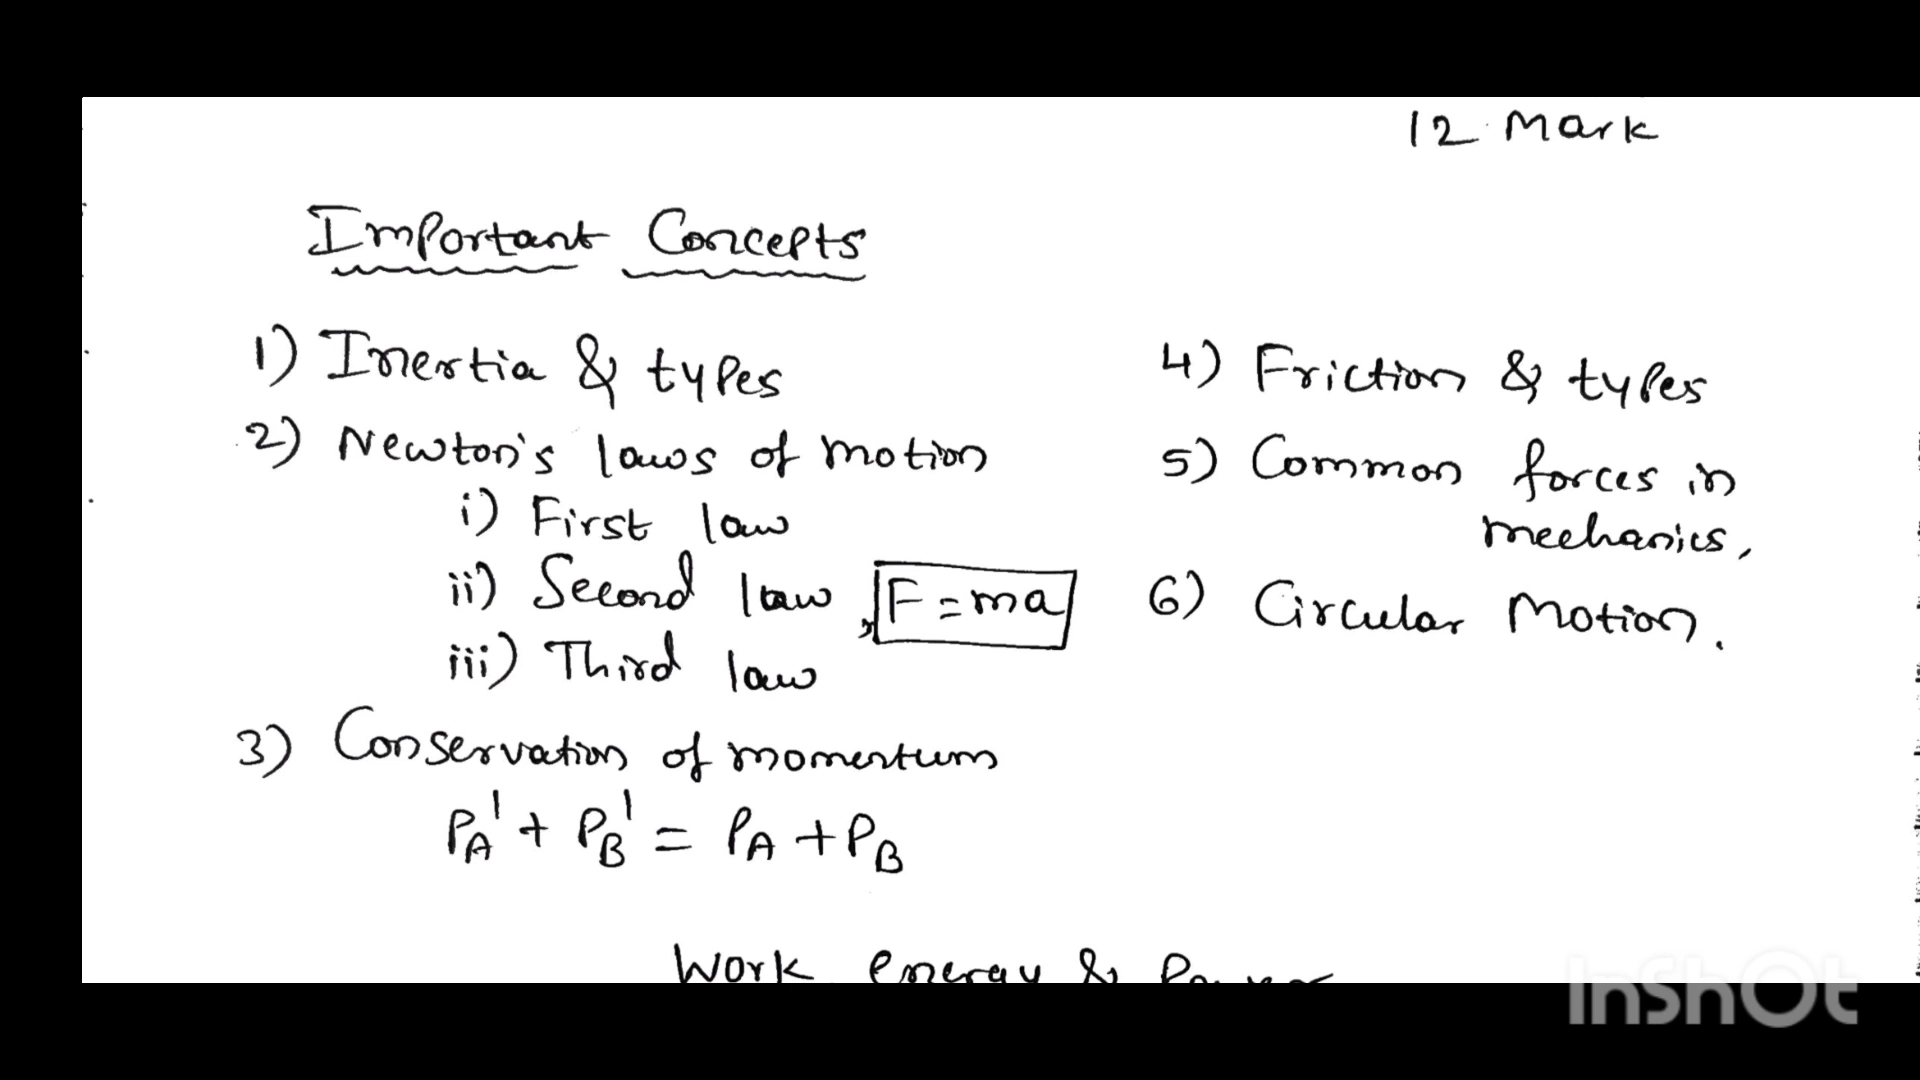 12 Mark
Important Concepts
1) Inertia & types
2) Newton's laws of motion
i) First law
ii) Second law, F = ma
iii) Third law
3) Conservation of momentum
PA' + PB' = PA + PB
4) Friction & types
5) Common forces in
mechanics,
6) Circular Motion.
Work energy & Power
InShOt